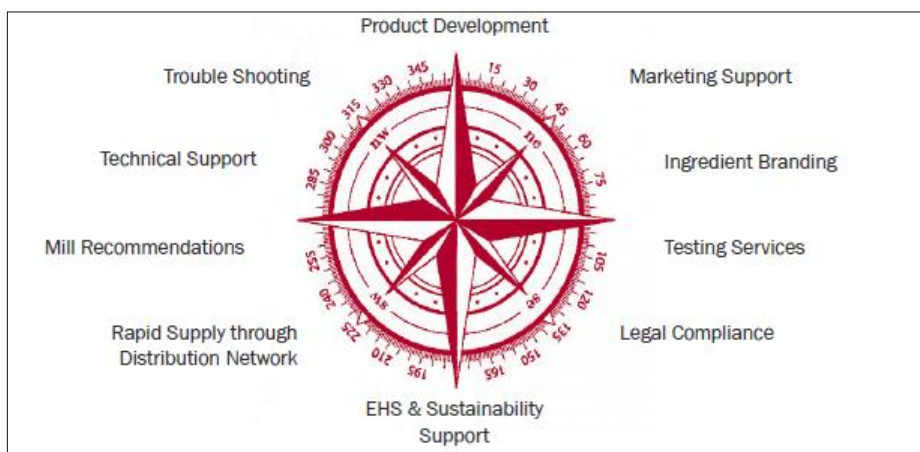 Product Development
Trouble Shooting
Marketing Support
Technical Support
Ingredient Branding
Mill Recommendations
Testing Services
Rapid Supply through
Distribution Network
Legal Compliance
EHS & Sustainability
Support
345
15
330
30
315
45
300
60
285
75
255
105
240
120
225
135
210
150
195
165
nw
ne
sw
se